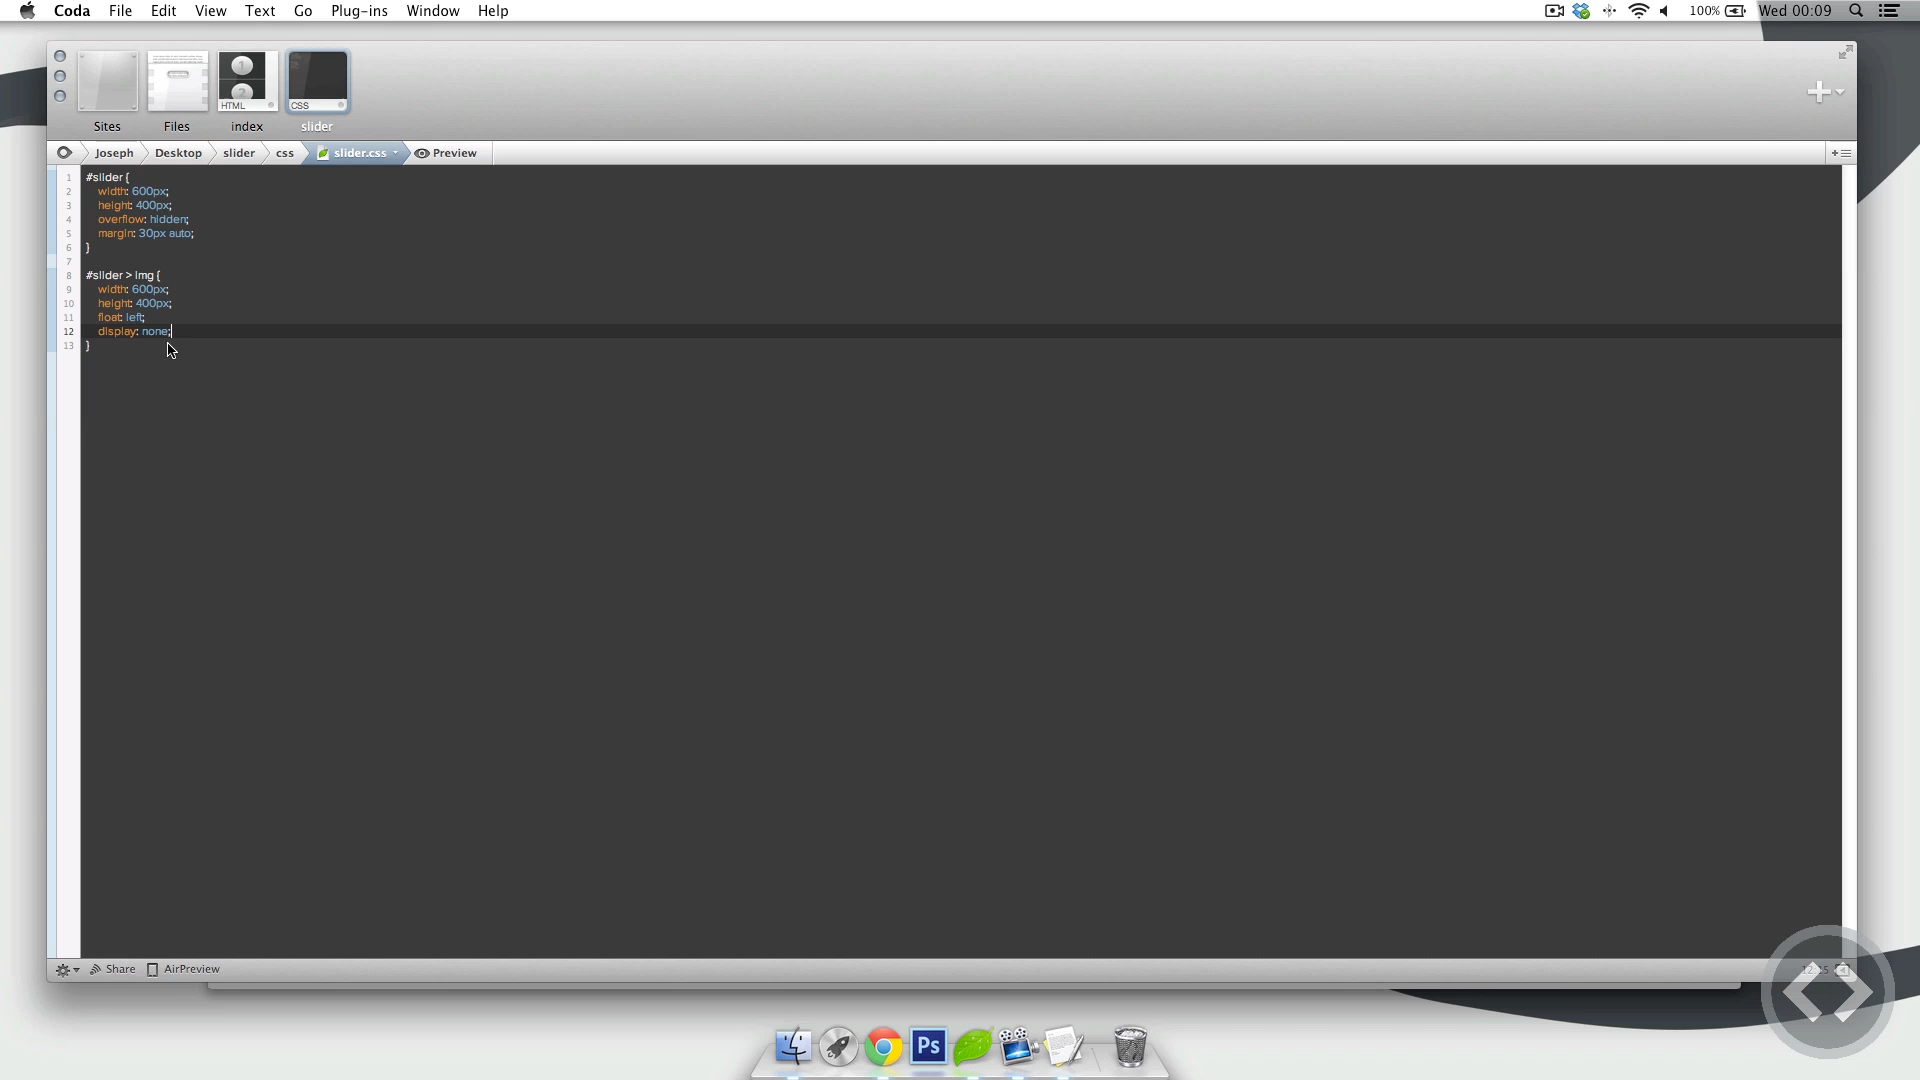 Coda File Edit View Text Go Plug-ins Window Help 100% Wed 00:09
1
2
HTML CSS
Sites Files index slider
Joseph Desktop slider css slider.css Preview
1 #slider {
2 width: 600px;
3 height: 400px;
4 overflow: hidden;
5 margin: 30px auto;
6 }
7
8 #slider > img {
9 width: 600px;
10 height: 400px;
11 float: left;
12 display: none;
13 }
Share AirPreview
Ps